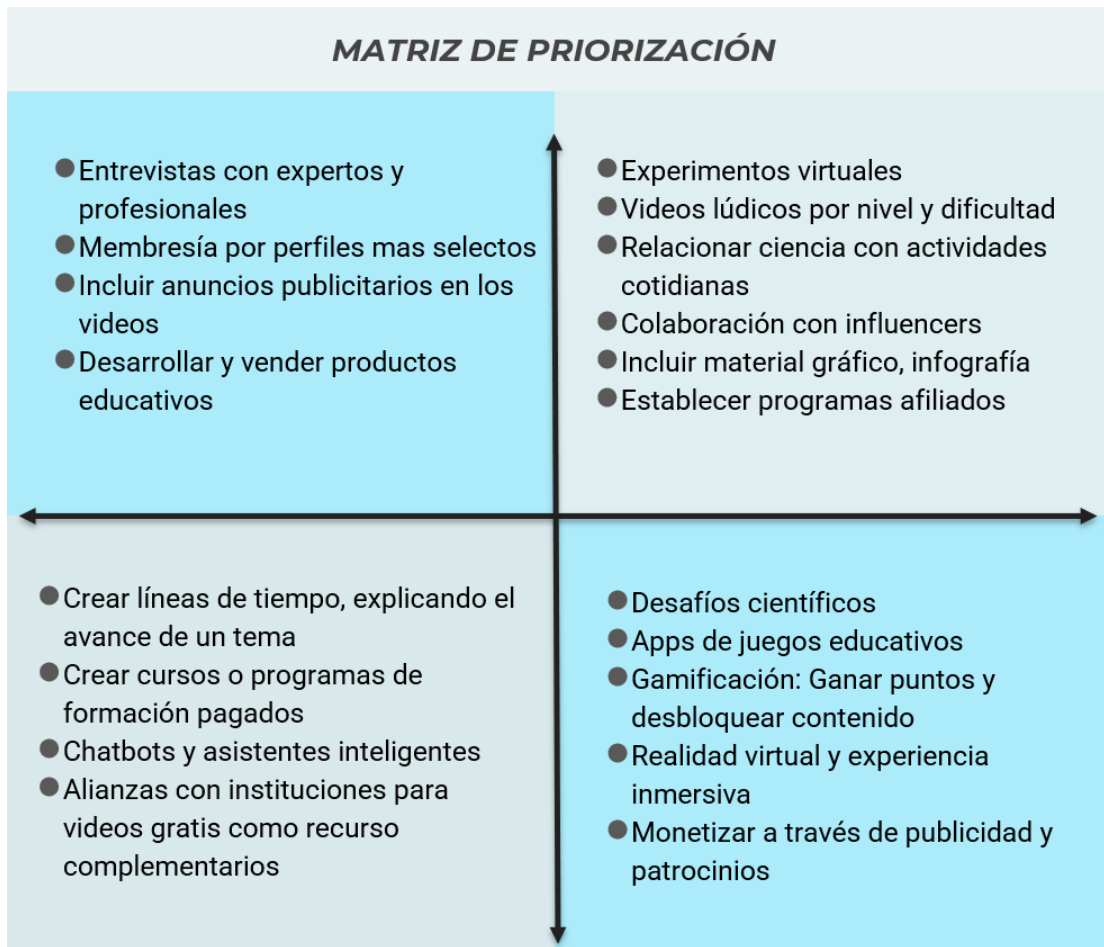 MATRIZ DE PRIORIZACIÓN
● Entrevistas con expertos y
profesionales
● Membresía por perfiles mas selectos
● Incluir anuncios publicitarios en los
videos
● Desarrollar y vender productos
educativos
● Experimentos virtuales
● Videos lúdicos por nivel y dificultad
● Relacionar ciencia con actividades
cotidianas
● Colaboración con influencers
● Incluir material gráfico, infografía
● Establecer programas afiliados
● Crear líneas de tiempo, explicando el
avance de un tema
● Crear cursos o programas de
formación pagados
● Chatbots y asistentes inteligentes
● Alianzas con instituciones para
videos gratis como recurso
complementarios
● Desafíos científicos
● Apps de juegos educativos
● Gamificación: Ganar puntos y
desbloquear contenido
● Realidad virtual y experiencia
inmersiva
● Monetizar a través de publicidad y
patrocinios